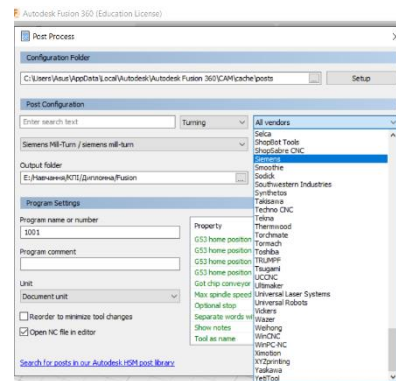 Autodesk Fusion 360 (Education License)
Post Process
Configuration Folder
C:\Users\Asus\AppData\Local\Autodesk\Autodesk Fusion 360\CAM\cache\posts
...
Setup
Post Configuration
Enter search text
Turning
All vendors
Siemens Mill-Turn / siemens mill-turn
Output folder
E:/Навчання/КПІ/Дипломна/Fusion
...
Program Settings
Program name or number
1001
Program comment
Unit
Document unit
Reorder to minimize tool changes
Open NC file in editor
Search for posts in our Autodesk HSM post library
Property
G53 home position
G53 home position
G53 home position
G53 home position
Got chip conveyor
Max spindle speed
Optional stop
Separate words wi
Show notes
Tool as name
Selca
ShopBot Tools
ShopSabre CNC
Siemens
Smoothie
Sodick
Southwestern Industries
Synthetos
Takisawa
Techno CNC
Tekna
Thermwood
Torchmate
Tormach
Toshiba
TRUMPF
Tsugami
UCCNC
Ultimaker
Universal Laser Systems
Universal Robots
Vickers
Wazer
Weihong
WinCNC
WinPC-NC
Ximotion
XYZprinting
Yaskawa
YetiTool